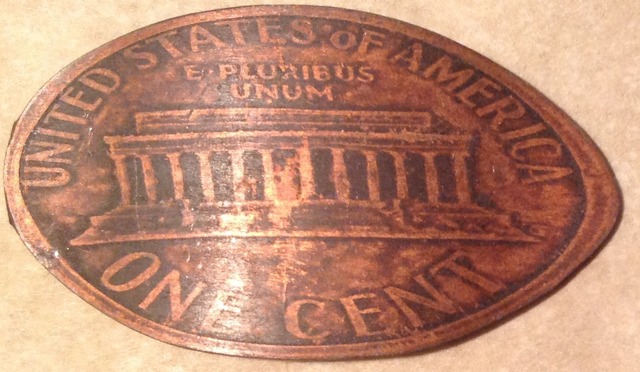 UNITED STATES OF AMERICA
E PLURIBUS
UNUM
ONE CENT